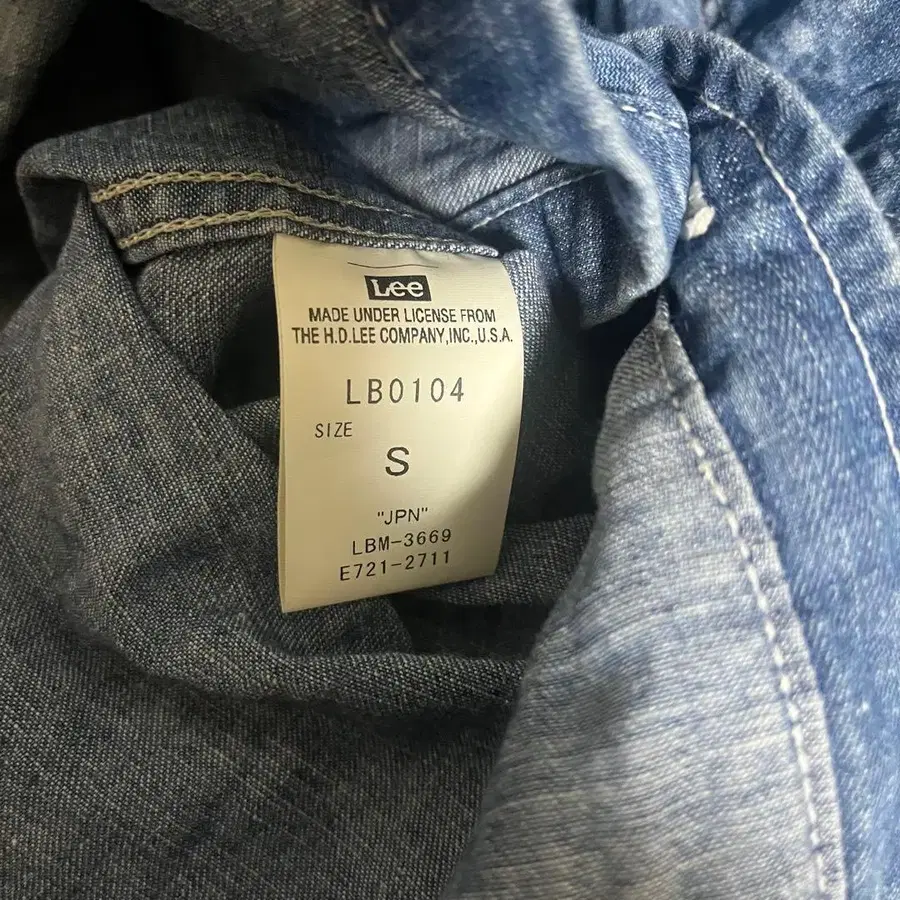 Lee
MADE UNDER LICENSE FROM
THE H.D.LEE COMPANY,INC.,U.S.A.
LB0104
SIZE
S
"JPN"
LBM-3669
E721-2711